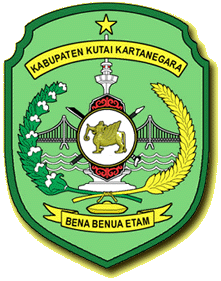 KABUPATEN KUTAI KARTANEGARA
BENA BENUA ETAM